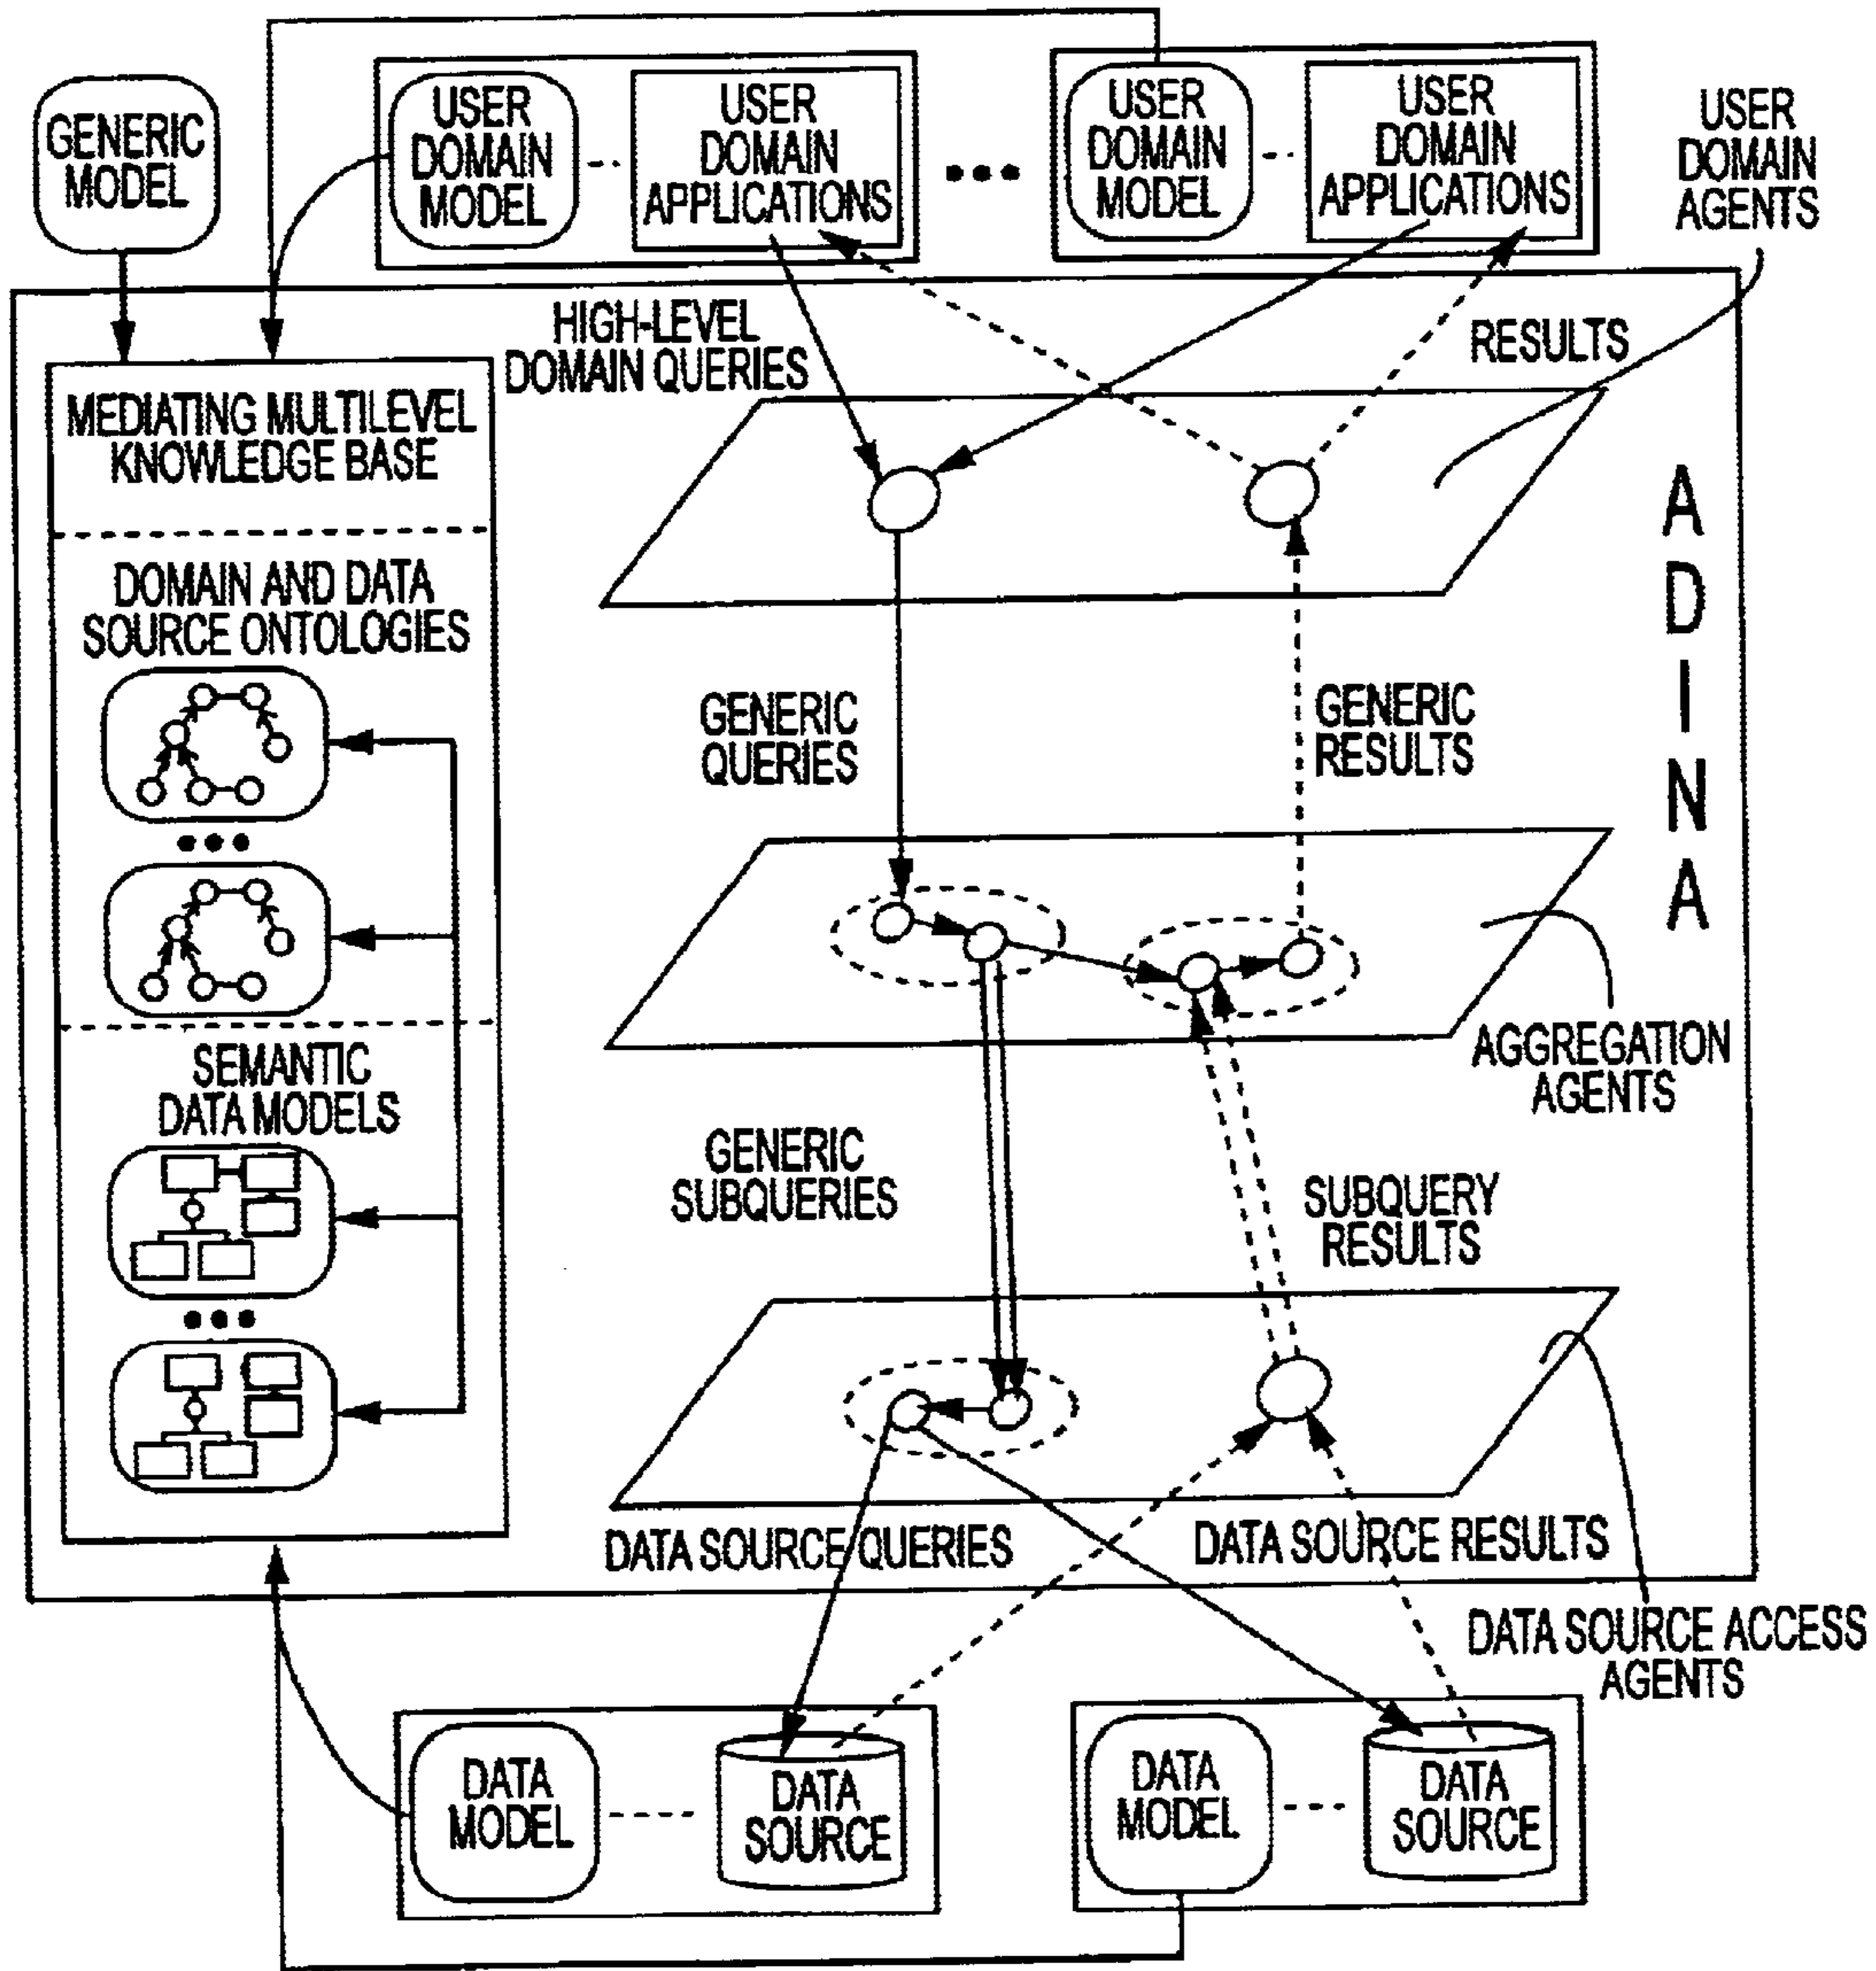 GENERIC
MODEL
USER
DOMAIN
MODEL
USER
DOMAIN
APPLICATIONS
USER
DOMAIN
MODEL
USER
DOMAIN
APPLICATIONS
USER
DOMAIN
AGENTS
HIGH-LEVEL
DOMAIN QUERIES
RESULTS
MEDIATING MULTILEVEL
KNOWLEDGE BASE
DOMAIN AND DATA
SOURCE ONTOLOGIES
SEMANTIC
DATA MODELS
GENERIC
QUERIES
GENERIC
RESULTS
A
D
I
N
A
AGGREGATION
AGENTS
GENERIC
SUBQUERIES
SUBQUERY
RESULTS
DATA SOURCE QUERIES
DATA SOURCE RESULTS
DATA SOURCE ACCESS
AGENTS
DATA
MODEL
DATA
SOURCE
DATA
MODEL
DATA
SOURCE